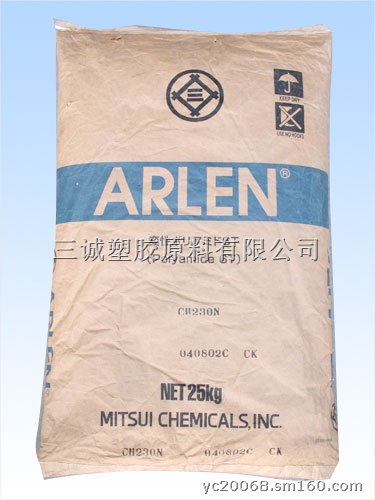 KEEP DRY
USE NO HOOKS
ARLEN®
三诚塑胶原料有限公司
CH230N
040802C CK
NET 25kg
MITSUI CHEMICALS, INC.
CH230N 040802C CK
yc20068.sm160.com